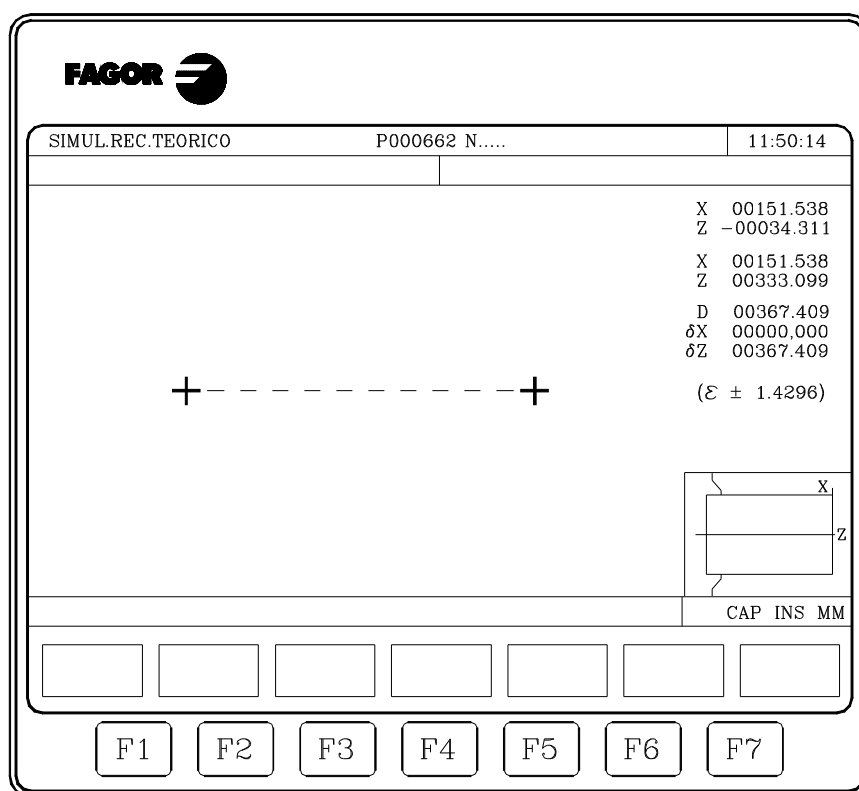 FAGOR
SIMUL.REC.TEORICO P000662 N..... 11:50:14
X 00151.538
Z -00034.311
X 00151.538
Z 00333.099
D 00367.409
δX 00000,000
δZ 00367.409
(ε ± 1.4296)
X
Z
CAP INS MM
F1 F2 F3 F4 F5 F6 F7